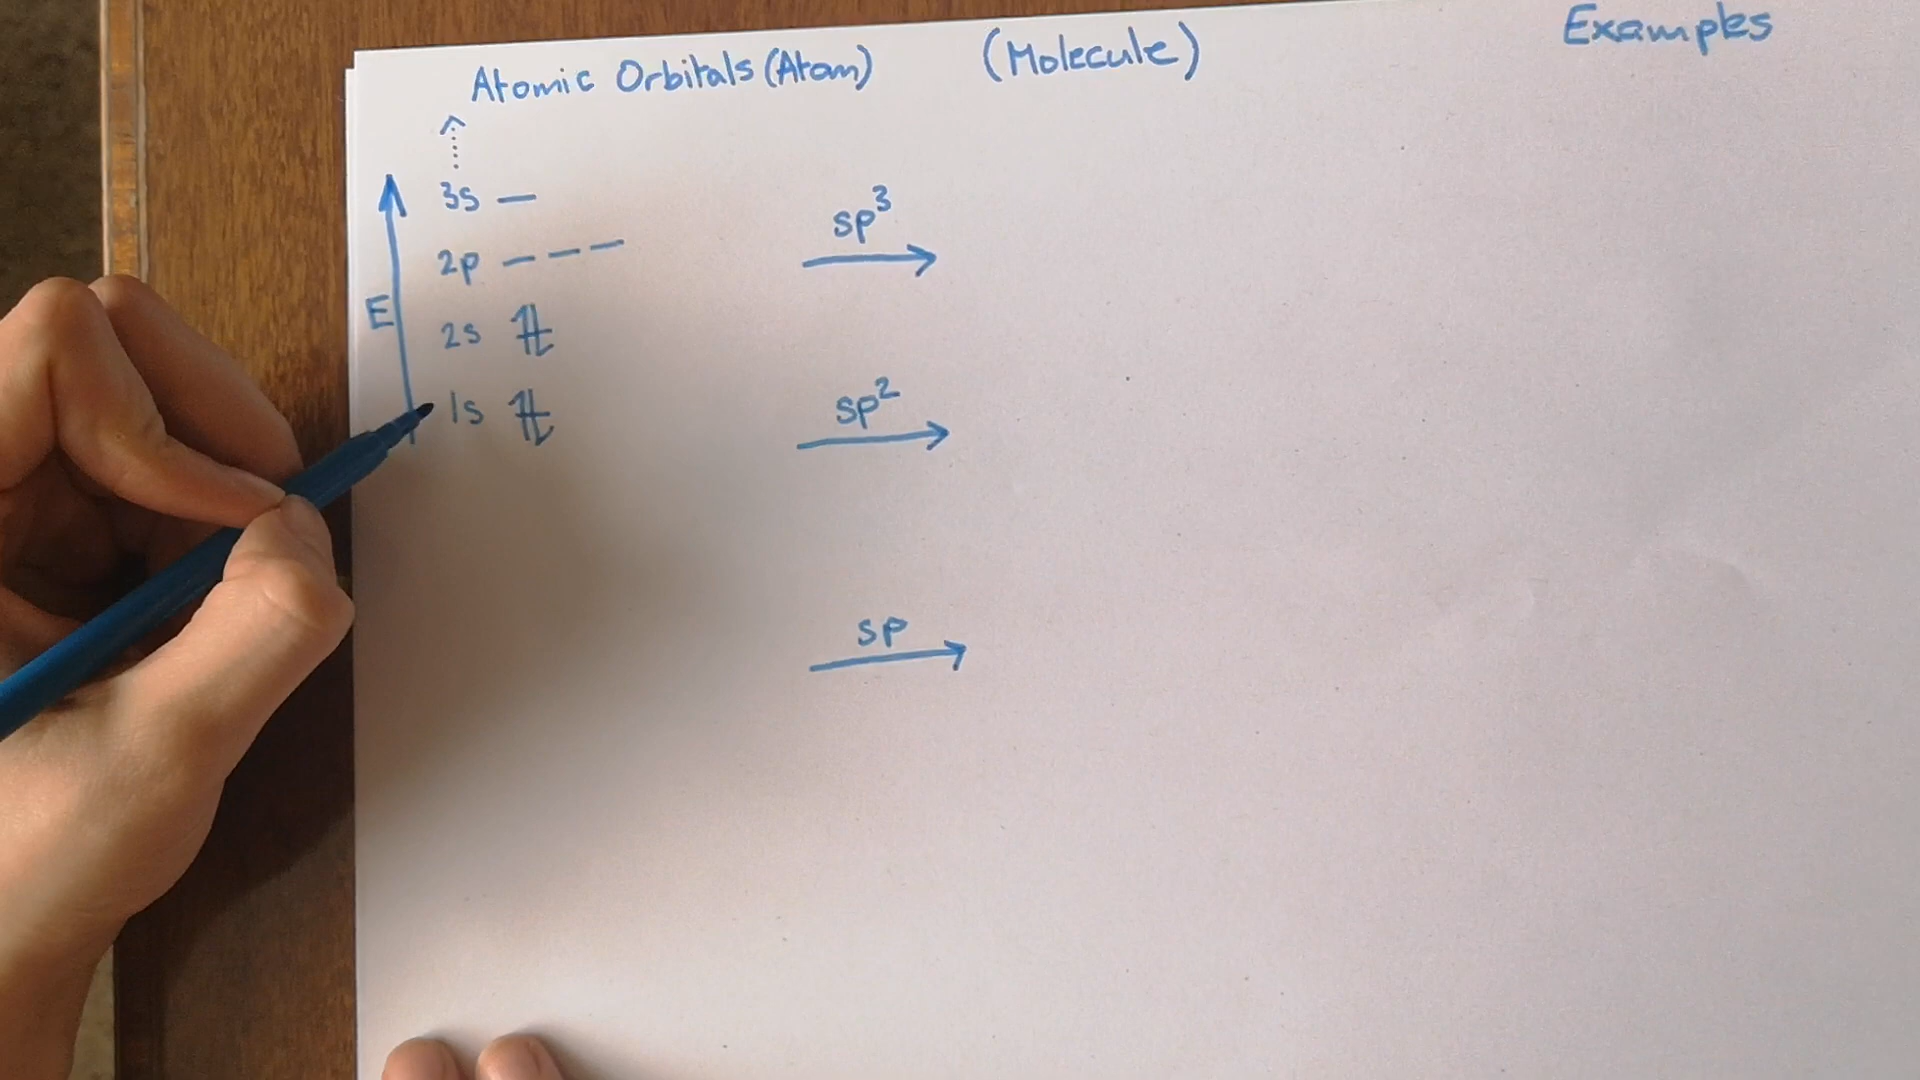 Atomic Orbitals (Atom) (Molecule) Examples
3s
2p
2s
1s
E
sp³
sp²
sp